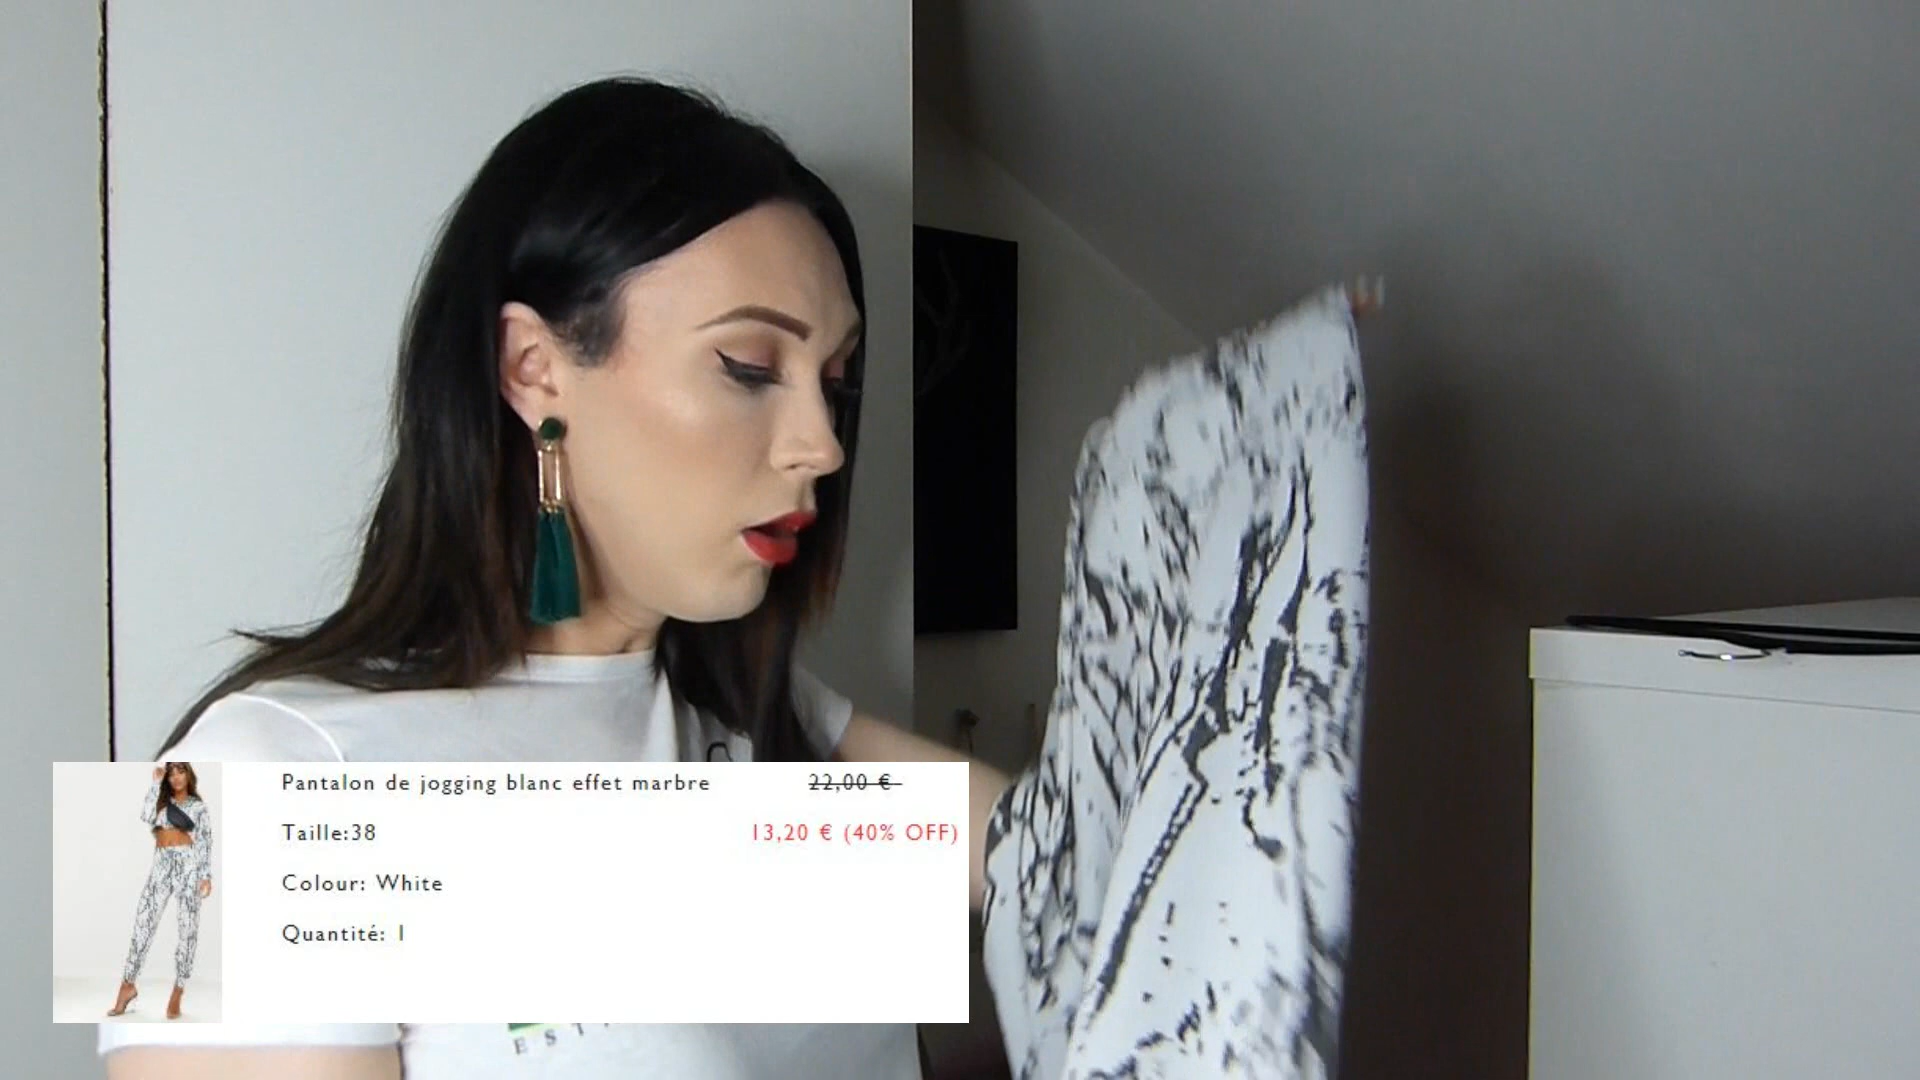 Pantalon de jogging blanc effet marbre 22,00 €
Taille:38 13,20 € (40% OFF)
Colour: White
Quantité: 1